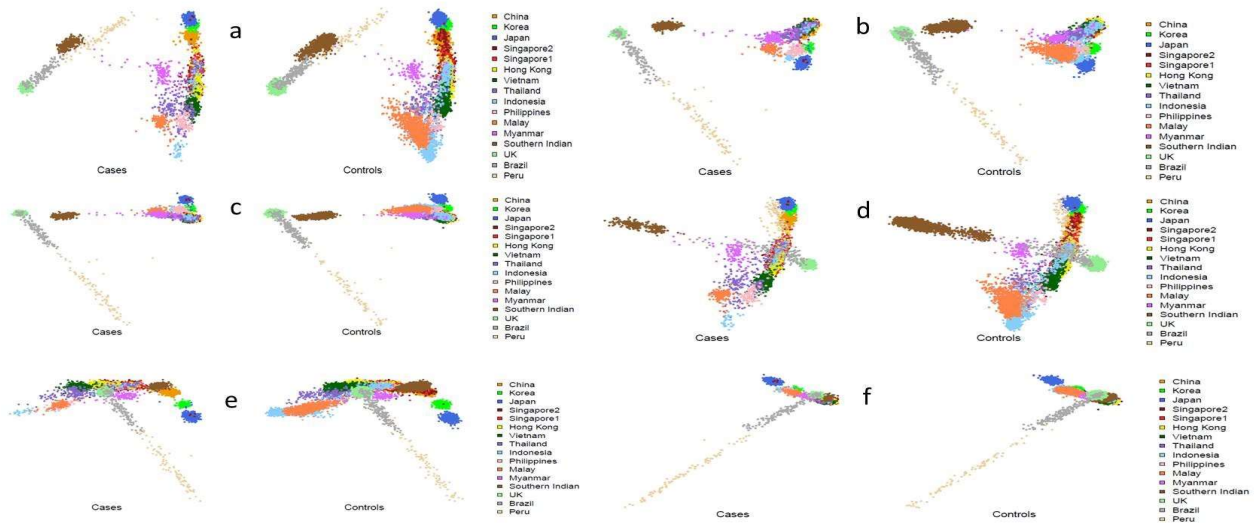 a
China
Korea
Japan
Singapore2
Singapore1
Hong Kong
Vietnam
Thailand
Indonesia
Philippines
Malay
Myanmar
Southern Indian
UK
Brazil
Peru
Cases
Controls
b
China
Korea
Japan
Singapore2
Singapore1
Hong Kong
Vietnam
Thailand
Indonesia
Philippines
Malay
Myanmar
Southern Indian
UK
Brazil
Peru
Cases
Controls
c
China
Korea
Japan
Singapore2
Singapore1
Hong Kong
Vietnam
Thailand
Indonesia
Philippines
Malay
Myanmar
Southern Indian
UK
Brazil
Peru
Cases
Controls
d
China
Korea
Japan
Singapore2
Singapore1
Hong Kong
Vietnam
Thailand
Indonesia
Philippines
Malay
Myanmar
Southern Indian
UK
Brazil
Peru
Cases
Controls
e
China
Korea
Japan
Singapore2
Singapore1
Hong Kong
Vietnam
Thailand
Indonesia
Philippines
Malay
Myanmar
Southern Indian
UK
Brazil
Peru
Cases
Controls
f
China
Korea
Japan
Singapore2
Singapore1
Hong Kong
Vietnam
Thailand
Indonesia
Philippines
Malay
Myanmar
Southern Indian
UK
Brazil
Peru
Cases
Controls